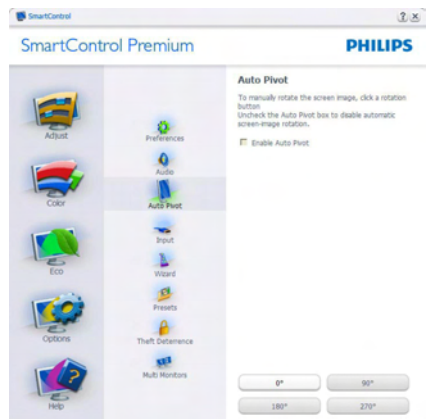 SmartControl
SmartControl Premium
PHILIPS
Adjust
Color
Eco
Options
Help
Preferences
Audio
Auto Pivot
Input
Wizard
Presets
Theft Deterrence
Multi Monitors
Auto Pivot
To manually rotate the screen image, click a rotation
button
Uncheck the Auto Pivot box to disable automatic
screen-image rotation.
Enable Auto Pivot
0°
90°
180°
270°